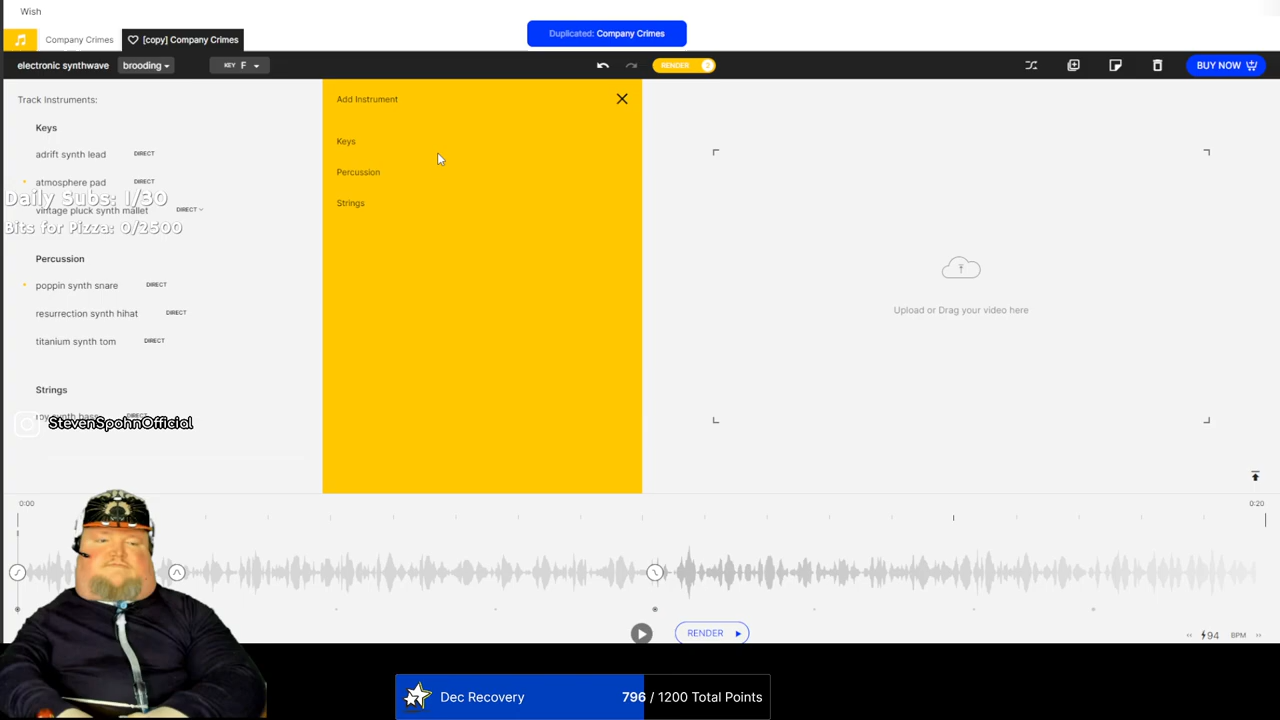 Wish
Company Crimes
[copy] Company Crimes
Duplicated: Company Crimes
electronic synthwave
brooding
KEY F
RENDER
BUY NOW
Track Instruments:
Keys
adrift synth lead DIRECT
atmosphere pad DIRECT
Daily Subs: 1/30
vintage pluck synth mallet DIRECT
Bits for Pizza: 0/2500
Percussion
poppin synth snare DIRECT
resurrection synth hihat DIRECT
titanium synth tom DIRECT
Strings
synth bass DIRECT
StevenSpohnOfficial
Add Instrument
Keys
Percussion
Strings
Upload or Drag your video here
0:00
0:20
RENDER
94 BPM
Dec Recovery 796 / 1200 Total Points